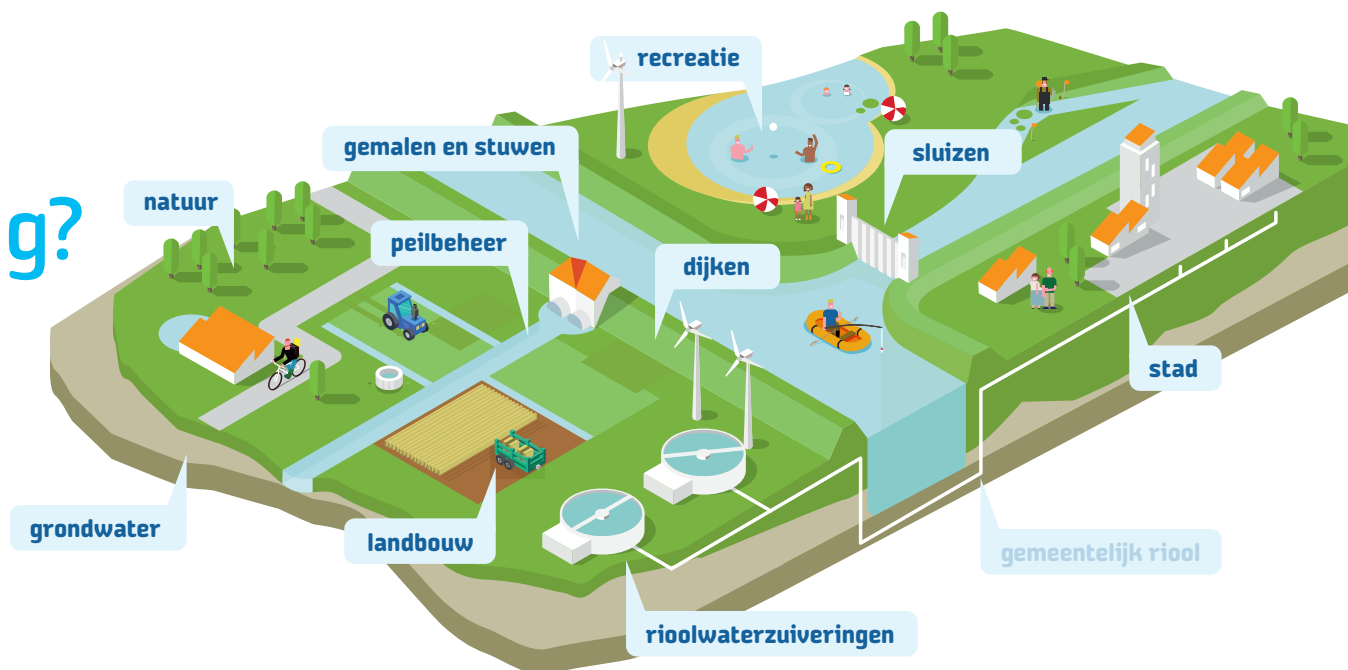 recreatie
gemalen en stuwen
sluizen
natuur
g?
peilbeheer
dijken
stad
grondwater
landbouw
gemeentelijk riool
rioolwaterzuiveringen